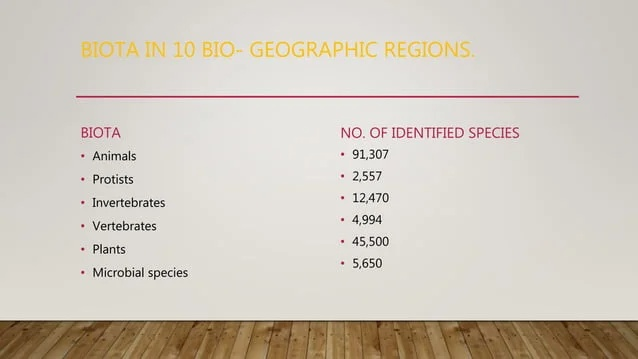 BIOTA IN 10 BIO- GEOGRAPHIC REGIONS.
BIOTA
• Animals
• Protists
• Invertebrates
• Vertebrates
• Plants
• Microbial species
NO. OF IDENTIFIED SPECIES
• 91,307
• 2,557
• 12,470
• 4,994
• 45,500
• 5,650